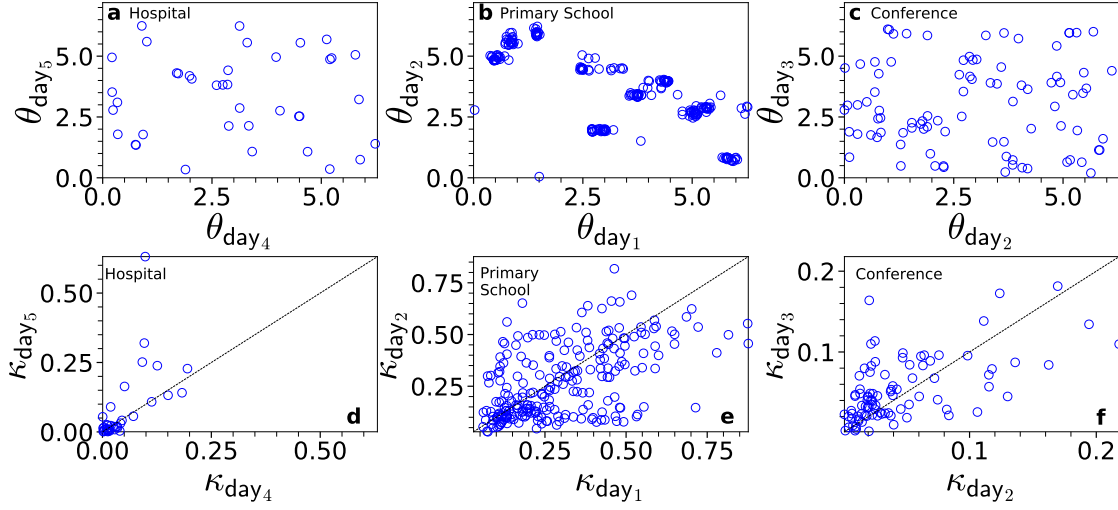 a Hospital
θday5
5.0
2.5
0.0
0.0 2.5 5.0
θday4
b Primary School
θday2
5.0
2.5
0.0
0.0 2.5 5.0
θday1
c Conference
θday3
5.0
2.5
0.0
0.0 2.5 5.0
θday2
Hospital
κday5
0.50
0.25
0.00
0.00 0.25 0.50
κday4
d
Primary
School
κday2
0.75
0.50
0.25
0.25 0.50 0.75
κday1
e
Conference
κday3
0.2
0.1
0.1 0.2
κday2
f